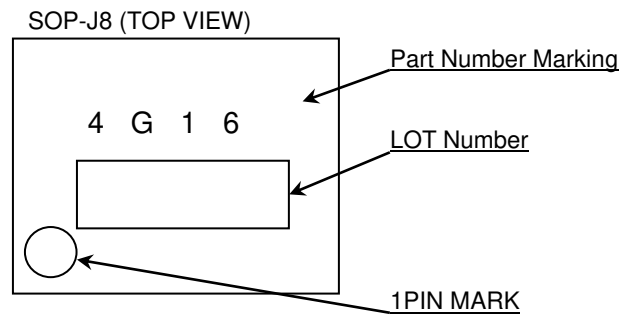 SOP-J8 (TOP VIEW)
Part Number Marking
4 G 1 6
LOT Number
1PIN MARK